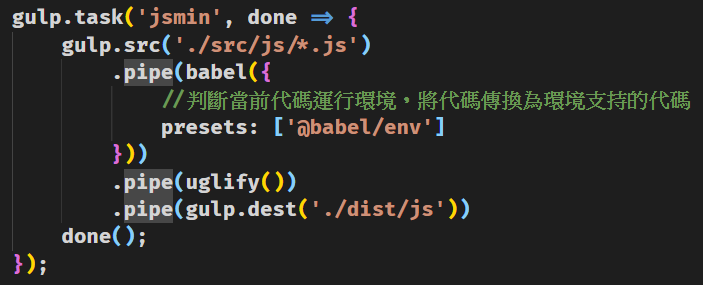 gulp.task('jsmin', done => {
    gulp.src('./src/js/*.js')
        .pipe(babel({
            //判斷當前代碼運行環境，將代碼傳換為環境支持的代碼
            presets: ['@babel/env']
        }))
        .pipe(uglify())
        .pipe(gulp.dest('./dist/js'))
    done();
});